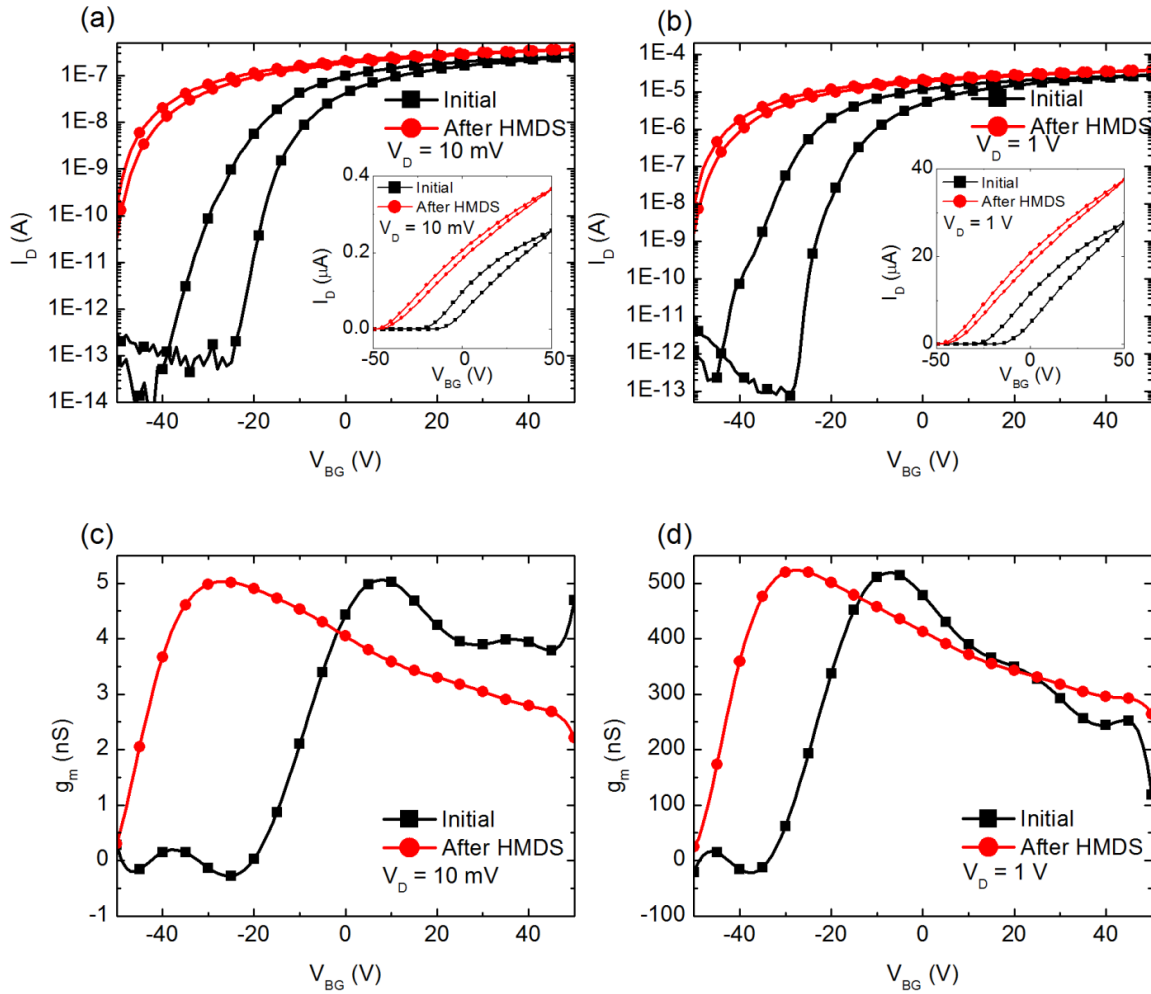 (a)
1E-7
1E-8
1E-9
1E-10
1E-11
1E-12
1E-13
1E-14
I_D (A)
-40 -20 0 20 40
V_BG (V)
Initial
After HMDS
V_D = 10 mV
0.4
0.2
0.0
I_D (μA)
-50 0 50
V_BG (V)
Initial
After HMDS
V_D = 10 mV
(b)
1E-4
1E-5
1E-6
1E-7
1E-8
1E-9
1E-10
1E-11
1E-12
1E-13
I_D (A)
-40 -20 0 20 40
V_BG (V)
Initial
After HMDS
V_D = 1 V
40
20
0
I_D (μA)
-50 0 50
V_BG (V)
Initial
After HMDS
V_D = 1 V
(c)
5
4
3
2
1
0
-1
g_m (nS)
-40 -20 0 20 40
V_BG (V)
Initial
After HMDS
V_D = 10 mV
(d)
500
400
300
200
100
0
-100
g_m (nS)
-40 -20 0 20 40
V_BG (V)
Initial
After HMDS
V_D = 1 V